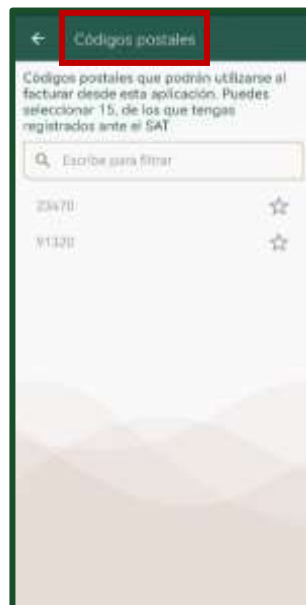 Códigos postales
Códigos postales que podrán utilizarse al
facturar desde esta aplicación. Puedes
seleccionar 15, de los que tengas
registrados ante el SAT
Escribe para filtrar
23470
91320